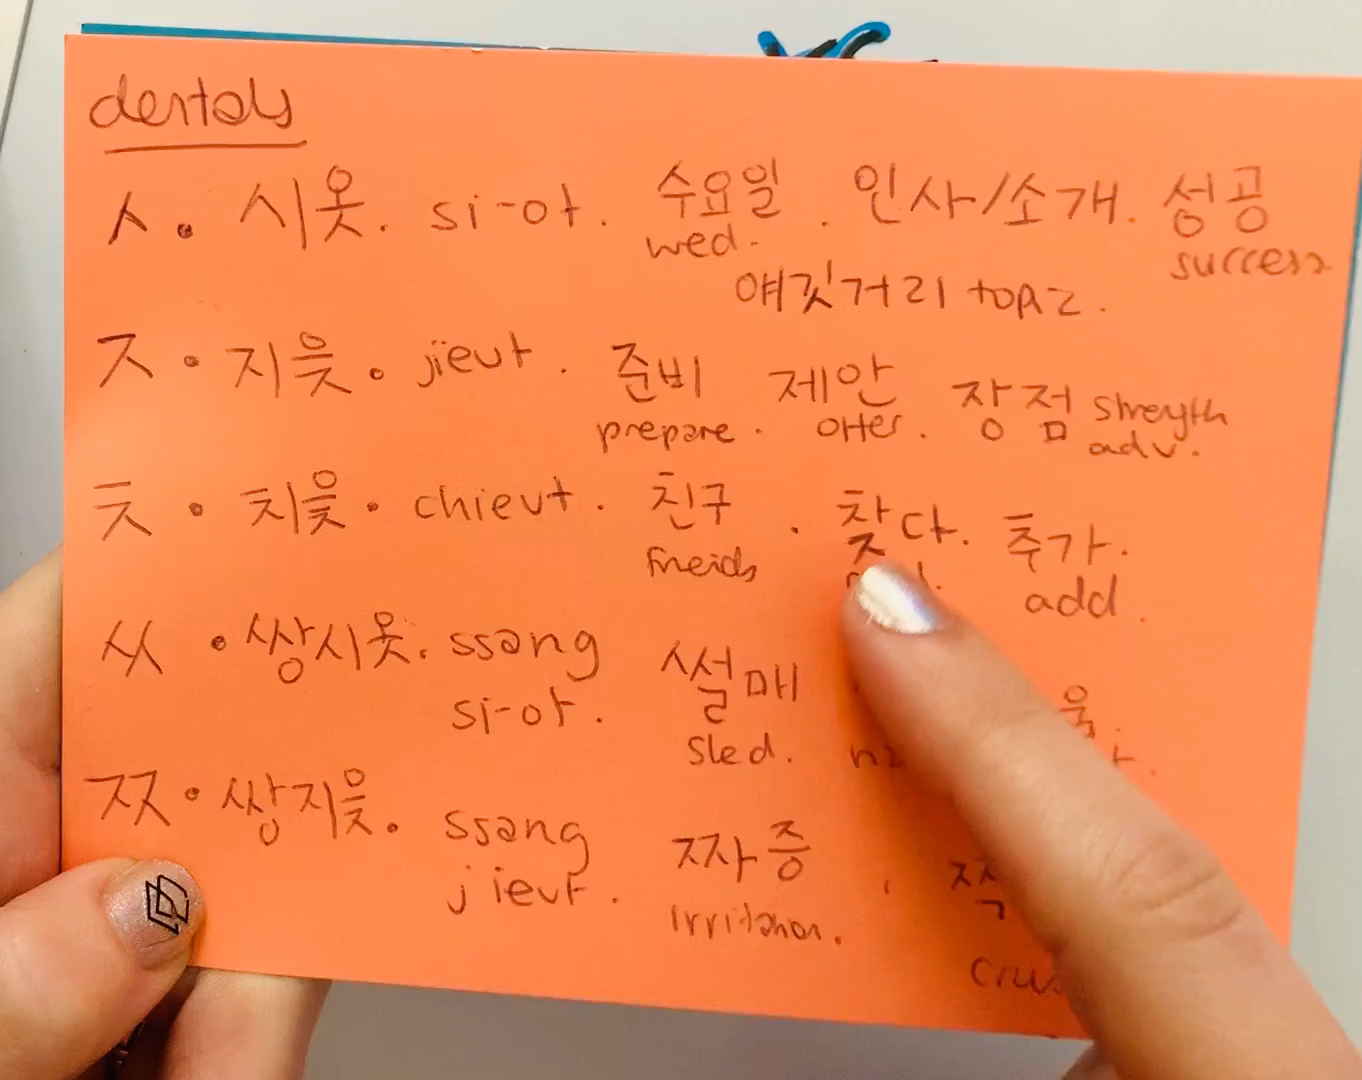 dentals
ㅅ. 시옷. si-ot. 수요일. 인사/소개. 성공
wed. success
얘깃거리 topic.
ㅈ. 지읒. jieut. 준비 제안 장점 strength
prepare. offer. adv.
ㅊ. 치읓. chieut. 친구. 찾다. 추가.
freids add.
ㅆ. 쌍시옷. ssang 썰매
si-ot. sled.
ㅉ. 쌍지읒. ssang 짜증
jieut. irritation.